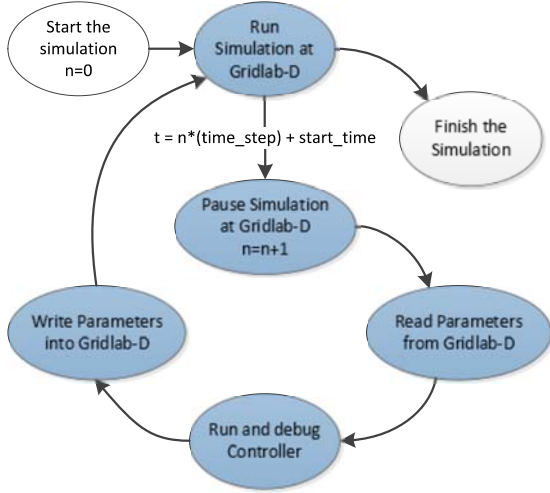 Start the
simulation
n=0
Run
Simulation at
Gridlab-D
Finish the
Simulation
t = n*(time_step) + start_time
Pause Simulation
at Gridlab-D
n=n+1
Write Parameters
into Gridlab-D
Read Parameters
from Gridlab-D
Run and debug
Controller